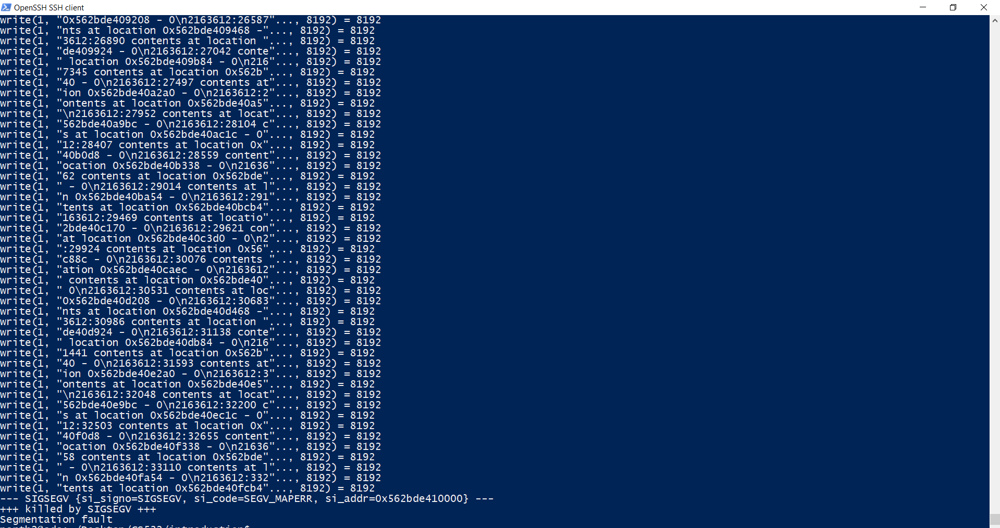 OpenSSH SSH client
write(1, "0x562bde409208 - 0\n2163612:26587"..., 8192) = 8192
write(1, "nts at location 0x562bde409468 -"..., 8192) = 8192
write(1, "3612:26890 contents at location "..., 8192) = 8192
write(1, "de409924 - 0\n2163612:27042 conte"..., 8192) = 8192
write(1, " location 0x562bde409b84 - 0\n216"..., 8192) = 8192
write(1, "7345 contents at location 0x562b"..., 8192) = 8192
write(1, "40 - 0\n2163612:27497 contents at"..., 8192) = 8192
write(1, "ion 0x562bde40a2a0 - 0\n2163612:2"..., 8192) = 8192
write(1, "ontents at location 0x562bde40a5"..., 8192) = 8192
write(1, "\n2163612:27952 contents at locat"..., 8192) = 8192
write(1, "562bde40a9bc - 0\n2163612:28104 c"..., 8192) = 8192
write(1, "s at location 0x562bde40ac1c - 0"..., 8192) = 8192
write(1, "12:28407 contents at location 0x"..., 8192) = 8192
write(1, "40b0d8 - 0\n2163612:28559 content"..., 8192) = 8192
write(1, "ocation 0x562bde40b338 - 0\n21636"..., 8192) = 8192
write(1, "62 contents at location 0x562bde"..., 8192) = 8192
write(1, " - 0\n2163612:29014 contents at l"..., 8192) = 8192
write(1, "n 0x562bde40ba54 - 0\n2163612:291"..., 8192) = 8192
write(1, "tents at location 0x562bde40bcb4"..., 8192) = 8192
write(1, "163612:29469 contents at locatio"..., 8192) = 8192
write(1, "2bde40c170 - 0\n2163612:29621 con"..., 8192) = 8192
write(1, "at location 0x562bde40c3d0 - 0\n2"..., 8192) = 8192
write(1, ":29924 contents at location 0x56"..., 8192) = 8192
write(1, "c88c - 0\n2163612:30076 contents "..., 8192) = 8192
write(1, "ation 0x562bde40caec - 0\n2163612"..., 8192) = 8192
write(1, " contents at location 0x562bde40"..., 8192) = 8192
write(1, " 0\n2163612:30531 contents at loc"..., 8192) = 8192
write(1, "0x562bde40d208 - 0\n2163612:30683"..., 8192) = 8192
write(1, "nts at location 0x562bde40d468 -"..., 8192) = 8192
write(1, "3612:30986 contents at location "..., 8192) = 8192
write(1, "de40d924 - 0\n2163612:31138 conte"..., 8192) = 8192
write(1, " location 0x562bde40db84 - 0\n216"..., 8192) = 8192
write(1, "1441 contents at location 0x562b"..., 8192) = 8192
write(1, "40 - 0\n2163612:31593 contents at"..., 8192) = 8192
write(1, "ion 0x562bde40e2a0 - 0\n2163612:3"..., 8192) = 8192
write(1, "ontents at location 0x562bde40e5"..., 8192) = 8192
write(1, "\n2163612:32048 contents at locat"..., 8192) = 8192
write(1, "562bde40e9bc - 0\n2163612:32200 c"..., 8192) = 8192
write(1, "s at location 0x562bde40ec1c - 0"..., 8192) = 8192
write(1, "12:32503 contents at location 0x"..., 8192) = 8192
write(1, "40f0d8 - 0\n2163612:32655 content"..., 8192) = 8192
write(1, "ocation 0x562bde40f338 - 0\n21636"..., 8192) = 8192
write(1, "58 contents at location 0x562bde"..., 8192) = 8192
write(1, " - 0\n2163612:33110 contents at l"..., 8192) = 8192
write(1, "n 0x562bde40fa54 - 0\n2163612:332"..., 8192) = 8192
write(1, "tents at location 0x562bde40fcb4"..., 8192) = 8192
--- SIGSEGV {si_signo=SIGSEGV, si_code=SEGV_MAPERR, si_addr=0x562bde410000} ---
+++ killed by SIGSEGV +++
Segmentation fault